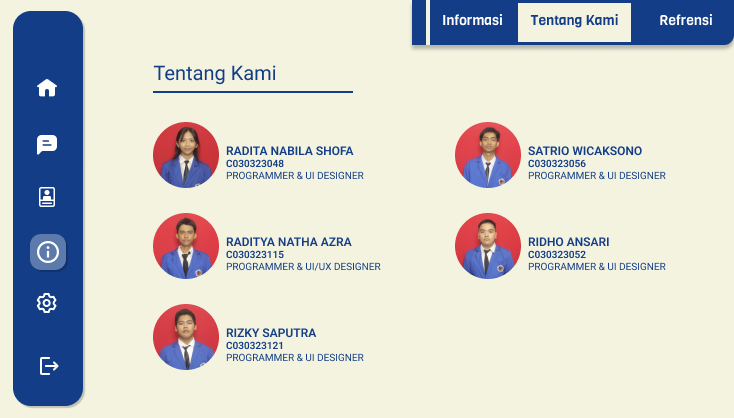 Informasi
Tentang Kami
Refrensi
Tentang Kami
RADITA NABILA SHOFA
C030323048
PROGRAMMER & UI DESIGNER
SATRIO WICAKSONO
C030323056
PROGRAMMER & UI DESIGNER
RADITYA NATHA AZRA
C030323115
PROGRAMMER & UI/UX DESIGNER
RIDHO ANSARI
C030323052
PROGRAMMER & UI DESIGNER
RIZKY SAPUTRA
C030323121
PROGRAMMER & UI DESIGNER